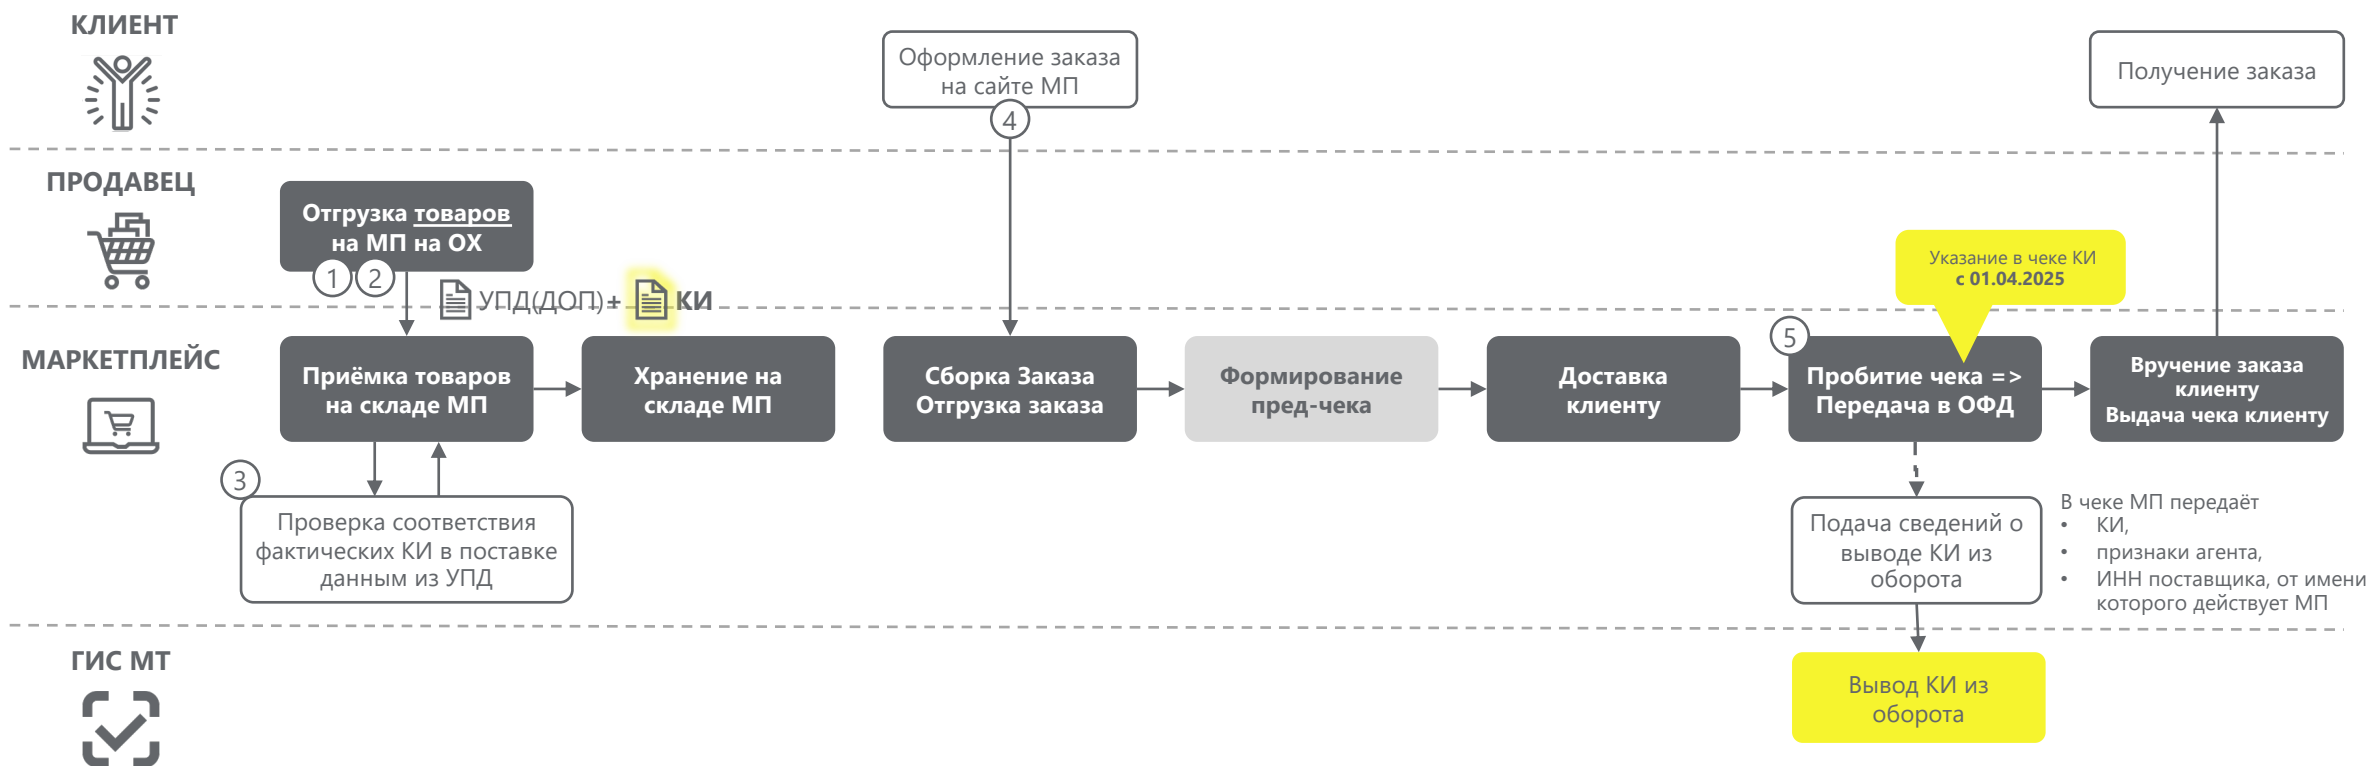 КЛИЕНТ
Оформление заказа
на сайте МП
4
Получение заказа
ПРОДАВЕЦ
Отгрузка товаров
на МП на ОХ
1
2
УПД(ДОП)+
КИ
Указание в чеке КИ
с 01.04.2025
МАРКЕТПЛЕЙС
Приёмка товаров
на складе МП
Хранение на
складе МП
Сборка Заказа
Отгрузка заказа
Формирование
пред-чека
Доставка
клиенту
5
Пробитие чека =>
Передача в ОФД
Вручение заказа
клиенту
Выдача чека клиенту
3
Проверка соответствия
фактических КИ в поставке
данным из УПД
Подача сведений о
выводе КИ из
оборота
В чеке МП передаёт
• КИ,
• признаки агента,
• ИНН поставщика, от имени
которого действует МП
ГИС МТ
Вывод КИ из
оборота